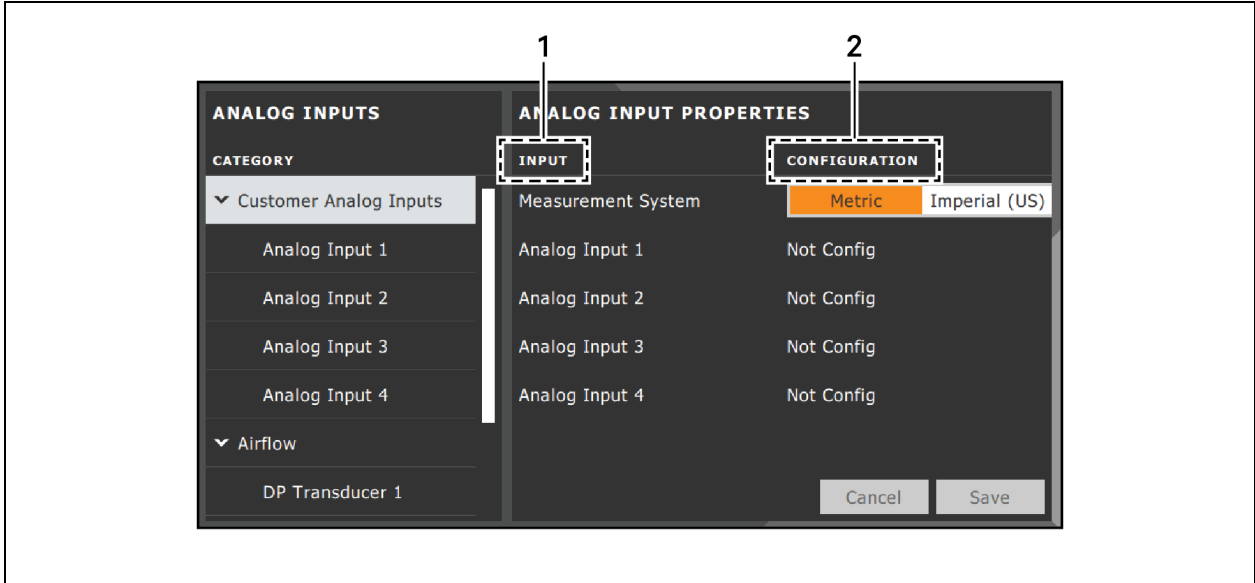 1 2
ANALOG INPUTS
CATEGORY
Customer Analog Inputs
Analog Input 1
Analog Input 2
Analog Input 3
Analog Input 4
Airflow
DP Transducer 1
ANALOG INPUT PROPERTIES
INPUT CONFIGURATION
Measurement System Metric Imperial (US)
Analog Input 1 Not Config
Analog Input 2 Not Config
Analog Input 3 Not Config
Analog Input 4 Not Config
Cancel Save